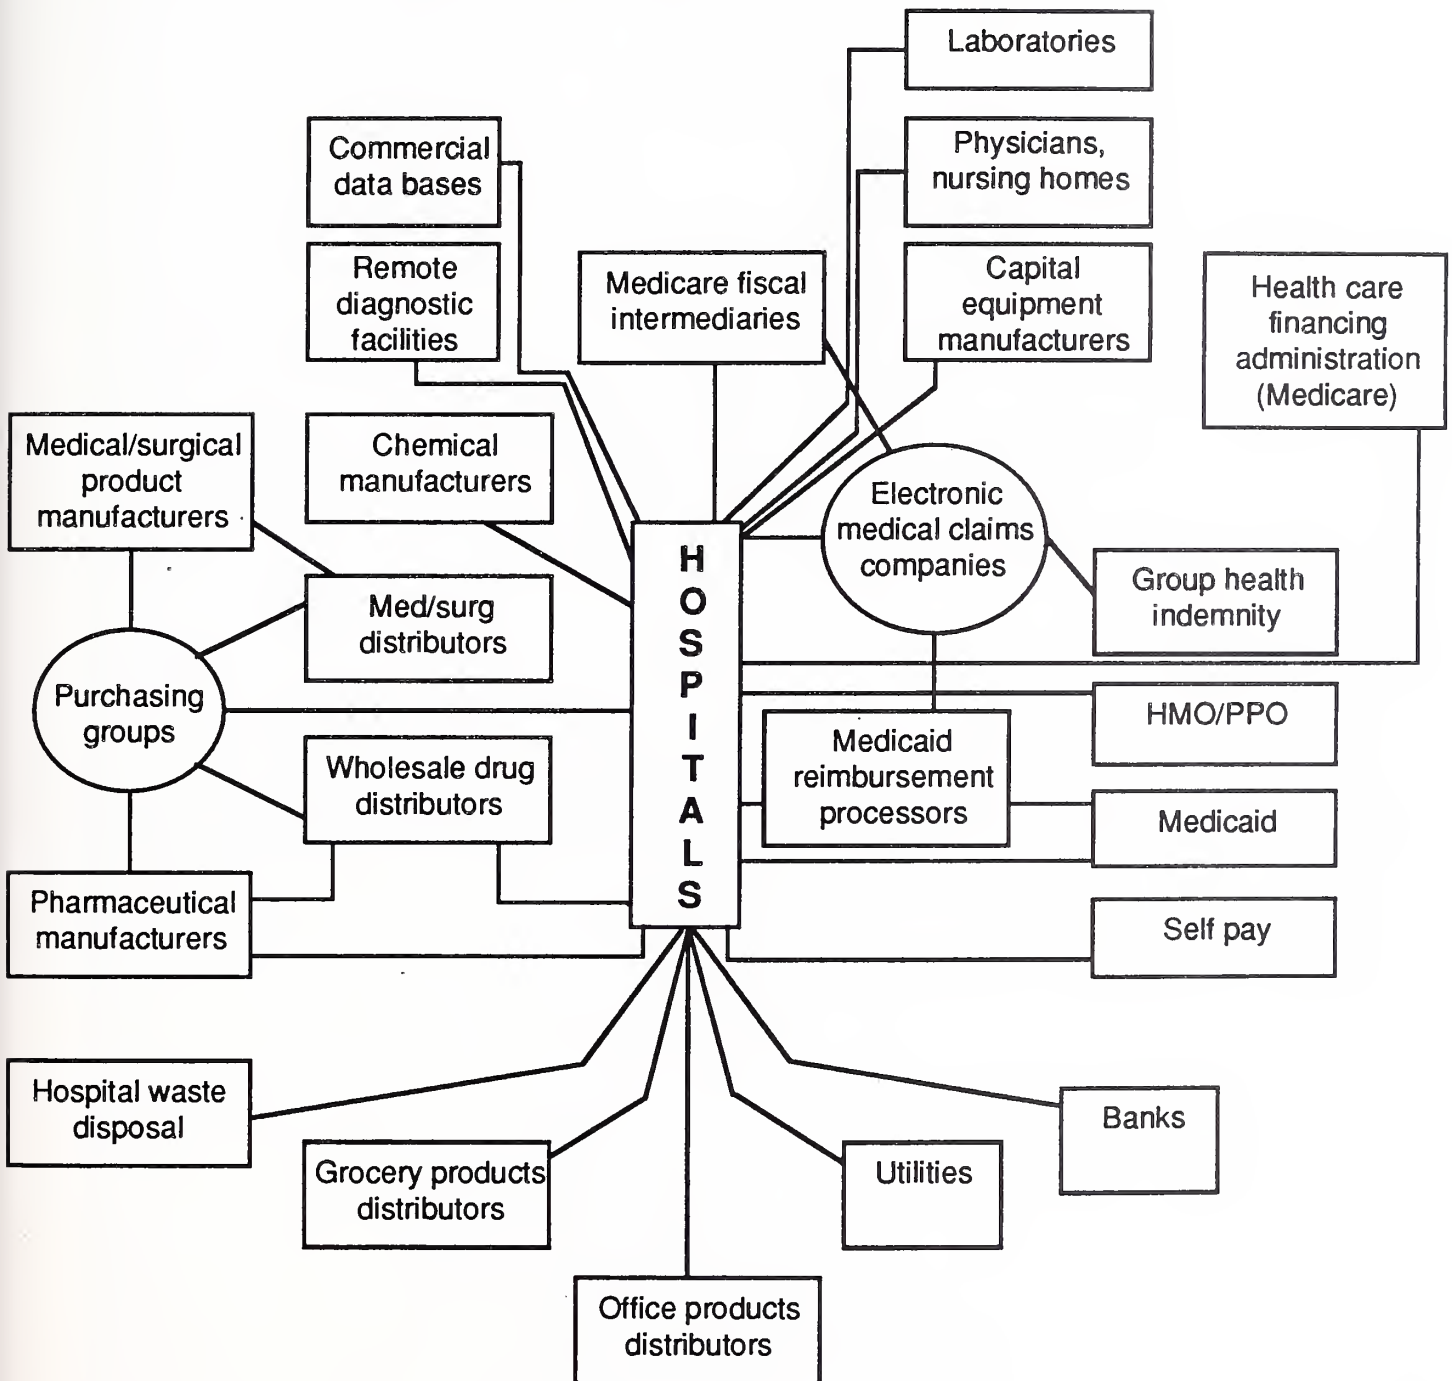 Laboratories
Commercial
data bases
Physicians,
nursing homes
Remote
diagnostic
facilities
Medicare fiscal
intermediaries
Capital
equipment
manufacturers
Health care
financing
administration
(Medicare)
Medical/surgical
product
manufacturers
Chemical
manufacturers
Electronic
medical claims
companies
H
O
S
P
I
T
A
L
S
Group health
indemnity
Med/surg
distributors
Purchasing
groups
HMO/PPO
Wholesale drug
distributors
Medicaid
reimbursement
processors
Medicaid
Pharmaceutical
manufacturers
Self pay
Hospital waste
disposal
Banks
Grocery products
distributors
Utilities
Office products
distributors